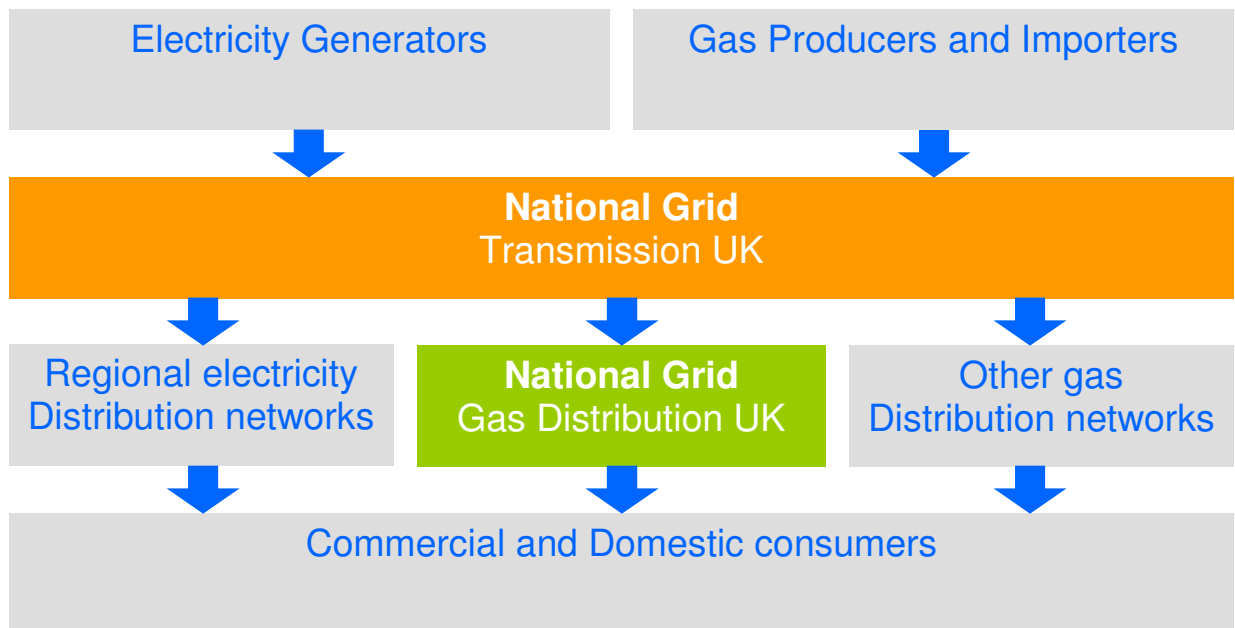 Electricity Generators
Gas Producers and Importers
National Grid
Transmission UK
Regional electricity
Distribution networks
National Grid
Gas Distribution UK
Other gas
Distribution networks
Commercial and Domestic consumers